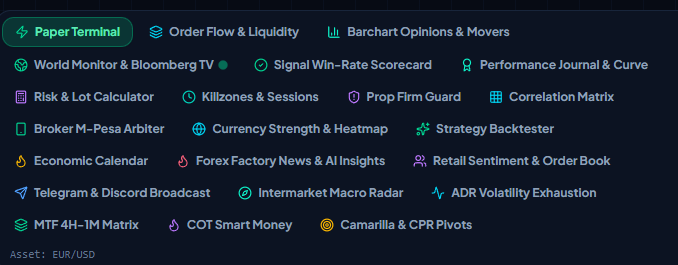 Paper Terminal Order Flow & Liquidity Barchart Opinions & Movers
World Monitor & Bloomberg TV Signal Win-Rate Scorecard Performance Journal & Curve
Risk & Lot Calculator Killzones & Sessions Prop Firm Guard Correlation Matrix
Broker M-Pesa Arbiter Currency Strength & Heatmap Strategy Backtester
Economic Calendar Forex Factory News & AI Insights Retail Sentiment & Order Book
Telegram & Discord Broadcast Intermarket Macro Radar ADR Volatility Exhaustion
MTF 4H-1M Matrix COT Smart Money Camarilla & CPR Pivots
Asset: EUR/USD